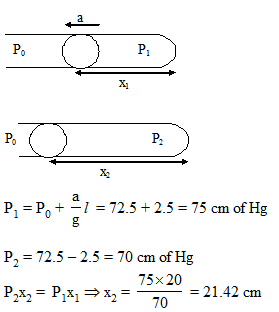 a
P₀ P₁
x₁
P₀ P₂
x₂
P₁ = P₀ + a/g l = 72.5 + 2.5 = 75 cm of Hg
P₂ = 72.5 – 2.5 = 70 cm of Hg
P₂x₂ = P₁x₁ ⇒ x₂ = 75×20/70 = 21.42 cm